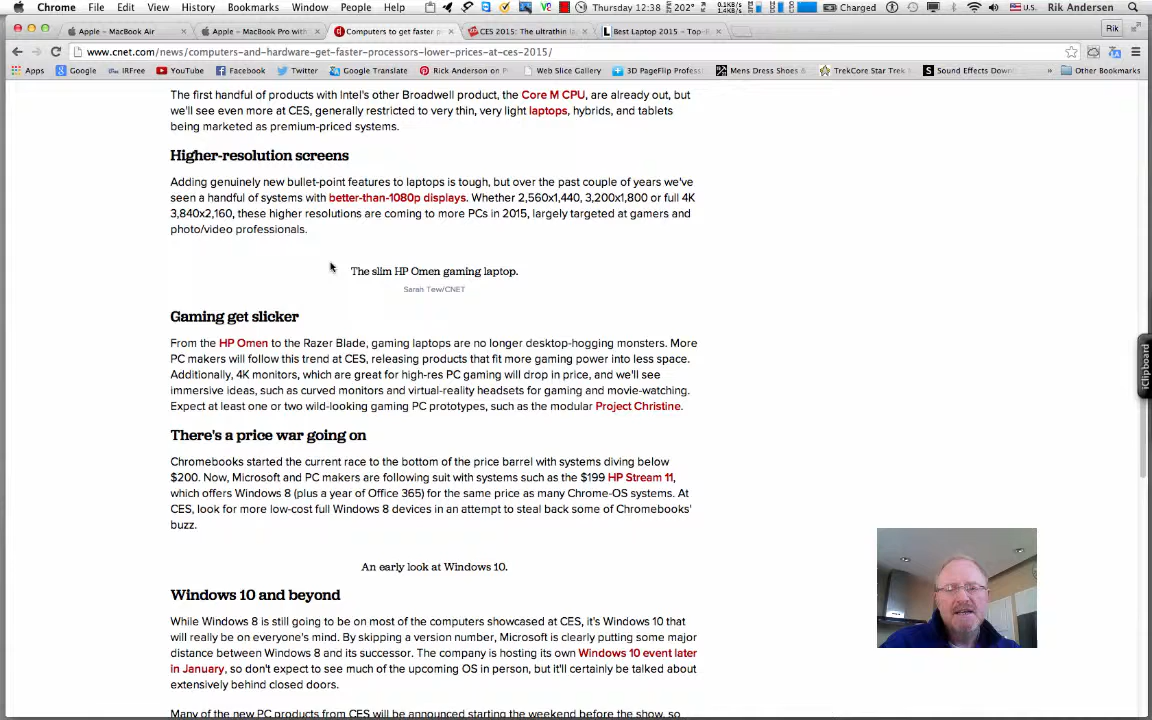 Chrome File Edit View History Bookmarks Window People Help 202° 0.1KB/s 1.4KB/s Charged U.S. Thursday 12:38 Rik Andersen
Apple – MacBook Air
Apple – MacBook Pro with
Computers to get faster p
CES 2015: The ultrathin la
Best Laptop 2015 – Top
Rik
www.cnet.com/news/computers-and-hardware-get-faster-processors-lower-prices-at-ces-2015/
Apps Google IRFree YouTube Facebook Twitter Google Translate Rick Anderson on P Web Slice Gallery 3D PageFlip Profess Mens Dress Shoes & TrekCore Star Trek Sound Effects Down » Other Bookmarks
The first handful of products with Intel's other Broadwell product, the Core M CPU, are already out, but
we'll see even more at CES, generally restricted to very thin, very light laptops, hybrids, and tablets
being marketed as premium-priced systems.
Higher-resolution screens
Adding genuinely new bullet-point features to laptops is tough, but over the past couple of years we've
seen a handful of systems with better-than-1080p displays. Whether 2,560x1,440, 3,200x1,800 or full 4K
3,840x2,160, these higher resolutions are coming to more PCs in 2015, largely targeted at gamers and
photo/video professionals.
The slim HP Omen gaming laptop.
Sarah Tew/CNET
Gaming get slicker
From the HP Omen to the Razer Blade, gaming laptops are no longer desktop-hogging monsters. More
PC makers will follow this trend at CES, releasing products that fit more gaming power into less space.
Additionally, 4K monitors, which are great for high-res PC gaming will drop in price, and we'll see
immersive ideas, such as curved monitors and virtual-reality headsets for gaming and movie-watching.
Expect at least one or two wild-looking gaming PC prototypes, such as the modular Project Christine.
There's a price war going on
Chromebooks started the current race to the bottom of the price barrel with systems diving below
$200. Now, Microsoft and PC makers are following suit with systems such as the $199 HP Stream 11,
which offers Windows 8 (plus a year of Office 365) for the same price as many Chrome-OS systems. At
CES, look for more low-cost full Windows 8 devices in an attempt to steal back some of Chromebooks'
buzz.
An early look at Windows 10.
Windows 10 and beyond
While Windows 8 is still going to be on most of the computers showcased at CES, it's Windows 10 that
will really be on everyone's mind. By skipping a version number, Microsoft is clearly putting some major
distance between Windows 8 and its successor. The company is hosting its own Windows 10 event later
in January, so don't expect to see much of the upcoming OS in person, but it'll certainly be talked about
extensively behind closed doors.
Many of the new PC products from CES will be announced starting the weekend before the show, so
iClipboard